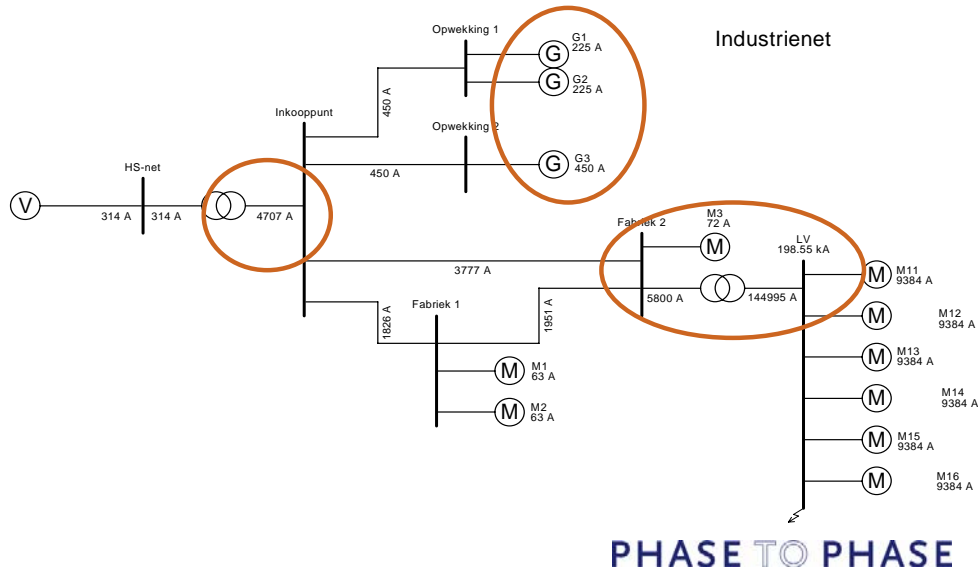 Industrienet
Opwekking 1
G
G1
225 A
G
G2
225 A
450 A
Inkooppunt
Opwekking 2
G
G3
450 A
450 A
HS-net
V
314 A
314 A
4707 A
Fabriek 2
M3
72 A
M
LV
198.55 kA
3777 A
5800 A
144995 A
1826 A
Fabriek 1
1951 A
M
M1
63 A
M
M2
63 A
M
M11
9384 A
M
M12
9384 A
M
M13
9384 A
M
M14
9384 A
M
M15
9384 A
M
M16
9384 A
PHASE TO PHASE